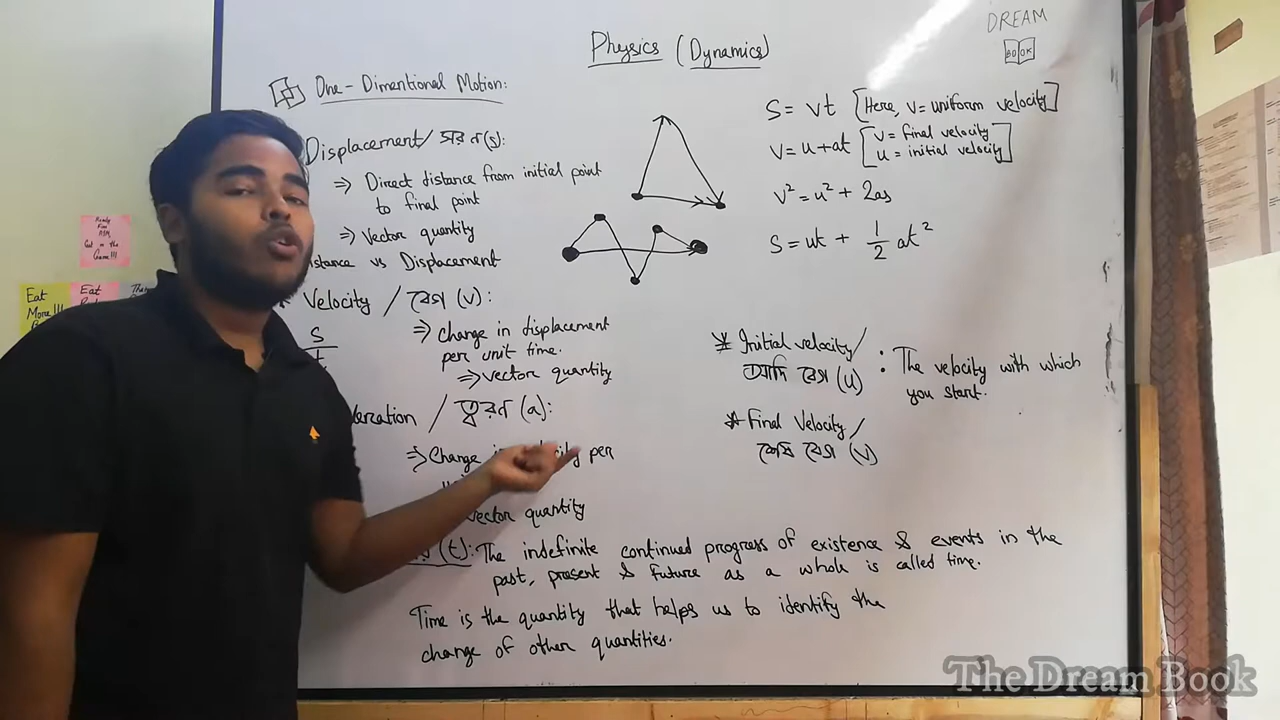 Physics (Dynamics)
DREAM
BOOK
One-Dimentional Motion:
Displacement/ সরণ(s):
⇒ Direct distance from initial point
to final point
⇒ Vector quantity
Distance vs Displacement
* Velocity / বেগ (v):
S
t
⇒ Change in displacement
per unit time.
⇒ Vector quantity
/ ত্বরণ (a):
⇒ Change per
vector quantity
(t): The indefinite continued progress of existence & events in the
past, present & future as a whole is called time.
Time is the quantity that helps us to identify the
change of other quantities.
S = vt [Here, v = uniform velocity]
v = u + at [v = final velocity
u = initial velocity]
v² = u² + 2as
S = ut + 1/2 at²
* Initial velocity/
আদি বেগ (u) : The velocity with which
you start.
* Final Velocity/
শেষ বেগ (v)
Eat
More!!!
Eat
The Dream Book